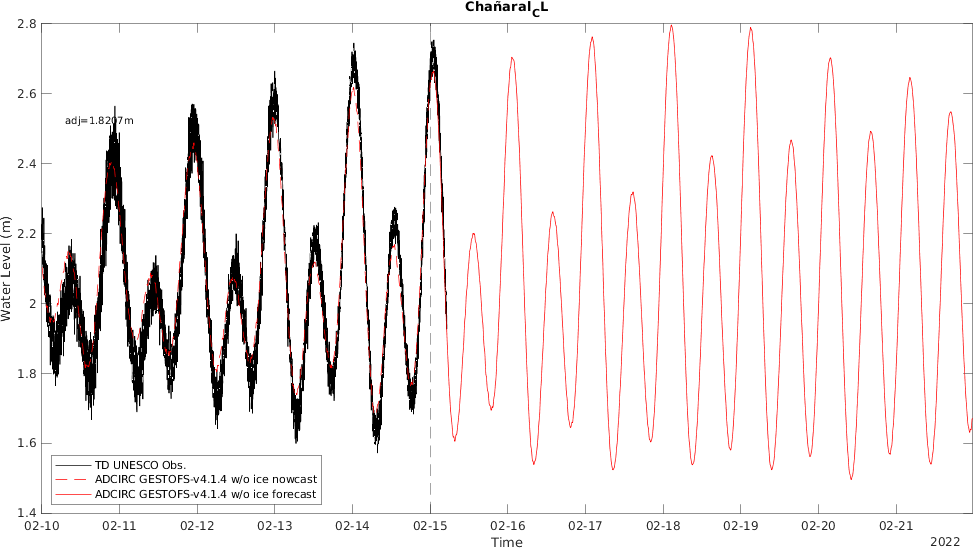 Chañaral_CL
2.8
2.6
2.4
2.2
2
1.8
1.6
1.4
Water Level (m)
adj=1.8207m
TD UNESCO Obs.
ADCIRC GESTOFS-v4.1.4 w/o ice nowcast
ADCIRC GESTOFS-v4.1.4 w/o ice forecast
02-10 02-11 02-12 02-13 02-14 02-15 02-16 02-17 02-18 02-19 02-20 02-21
Time
2022